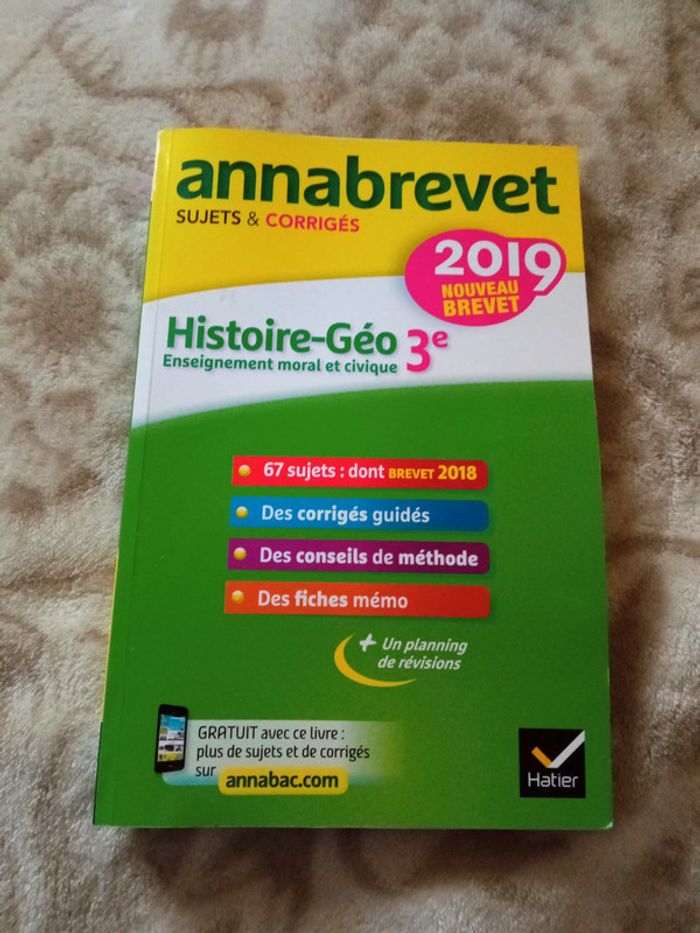 annabrevet
SUJETS & CORRIGÉS
2019
NOUVEAU
BREVET
Histoire-Géo 3e
Enseignement moral et civique
67 sujets : dont BREVET 2018
Des corrigés guidés
Des conseils de méthode
Des fiches mémo
+ Un planning
de révisions
GRATUIT avec ce livre :
plus de sujets et de corrigés
sur annabac.com
Hatier